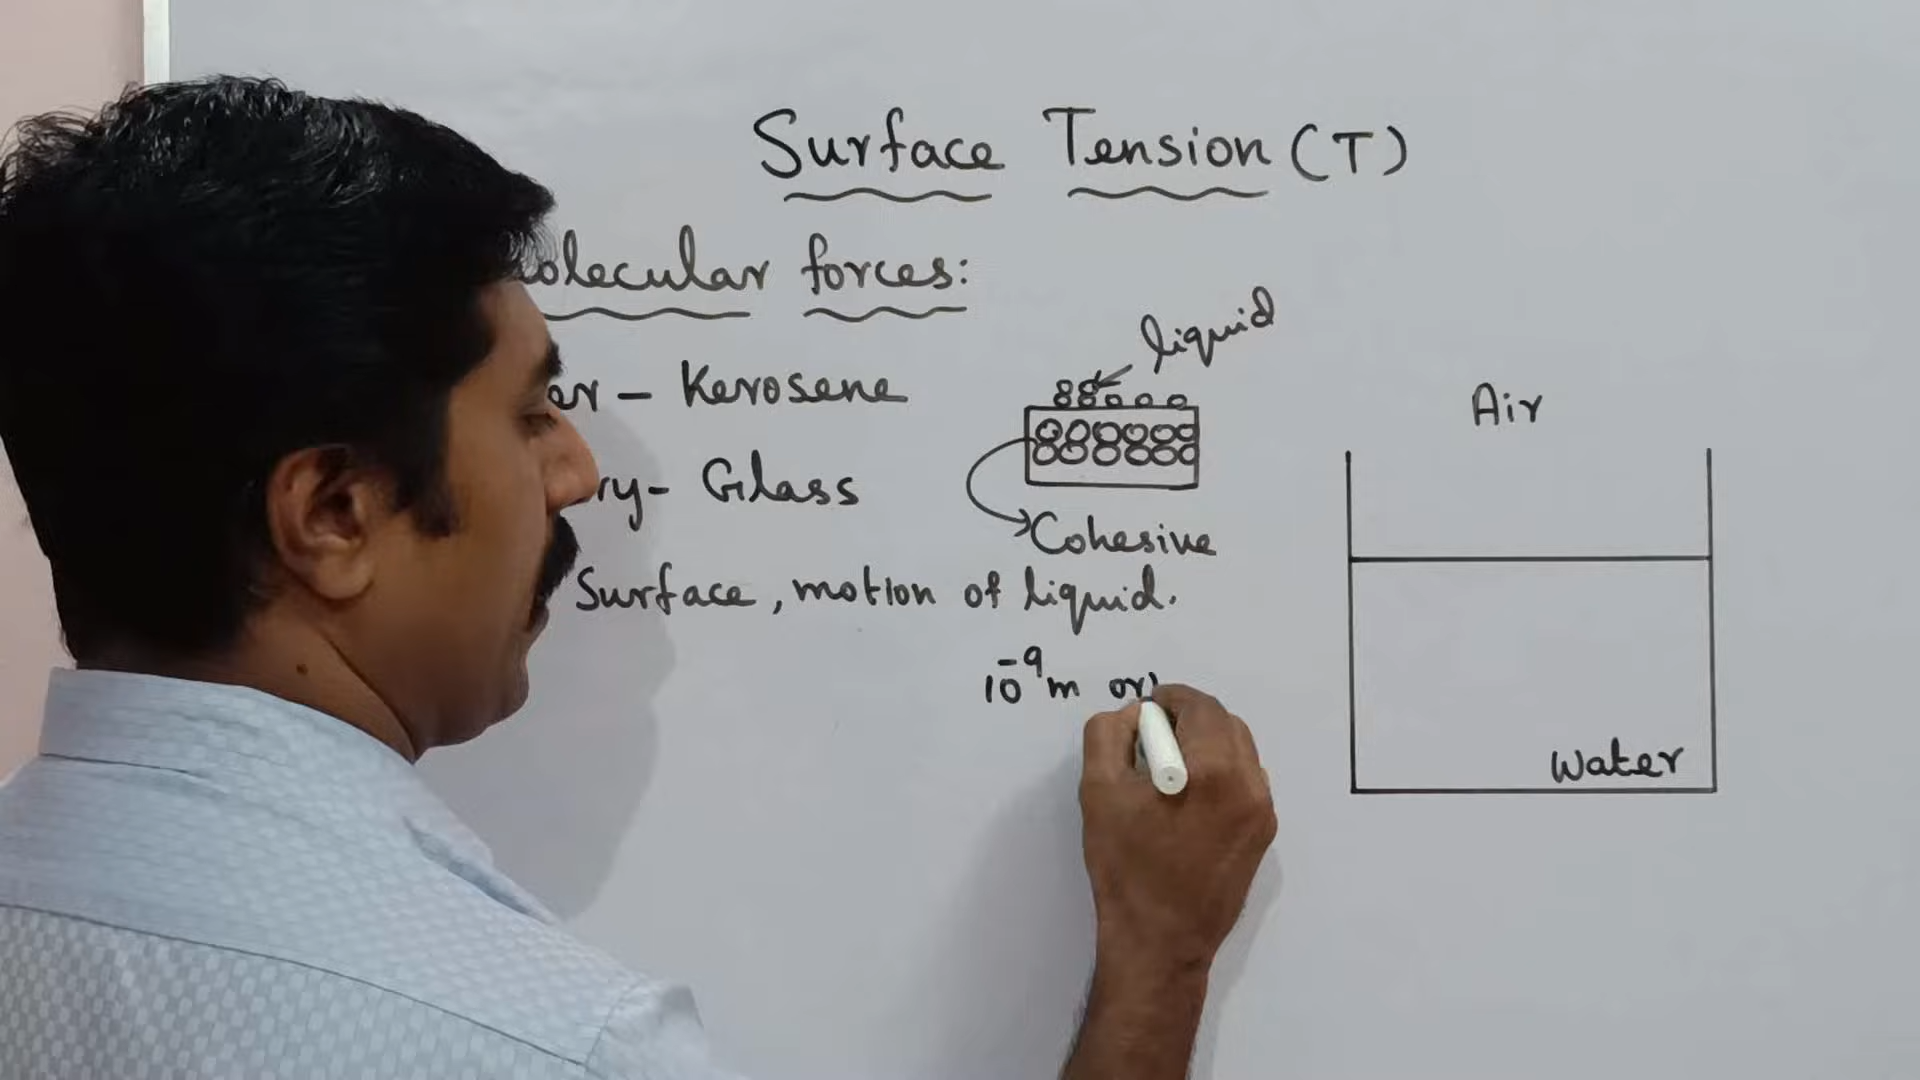 Surface Tension (T)
olecular forces:
liquid
er - Kerosene
Air
ry- Glass
Cohesive
Surface, motion of liquid.
10⁻⁹m or
Water